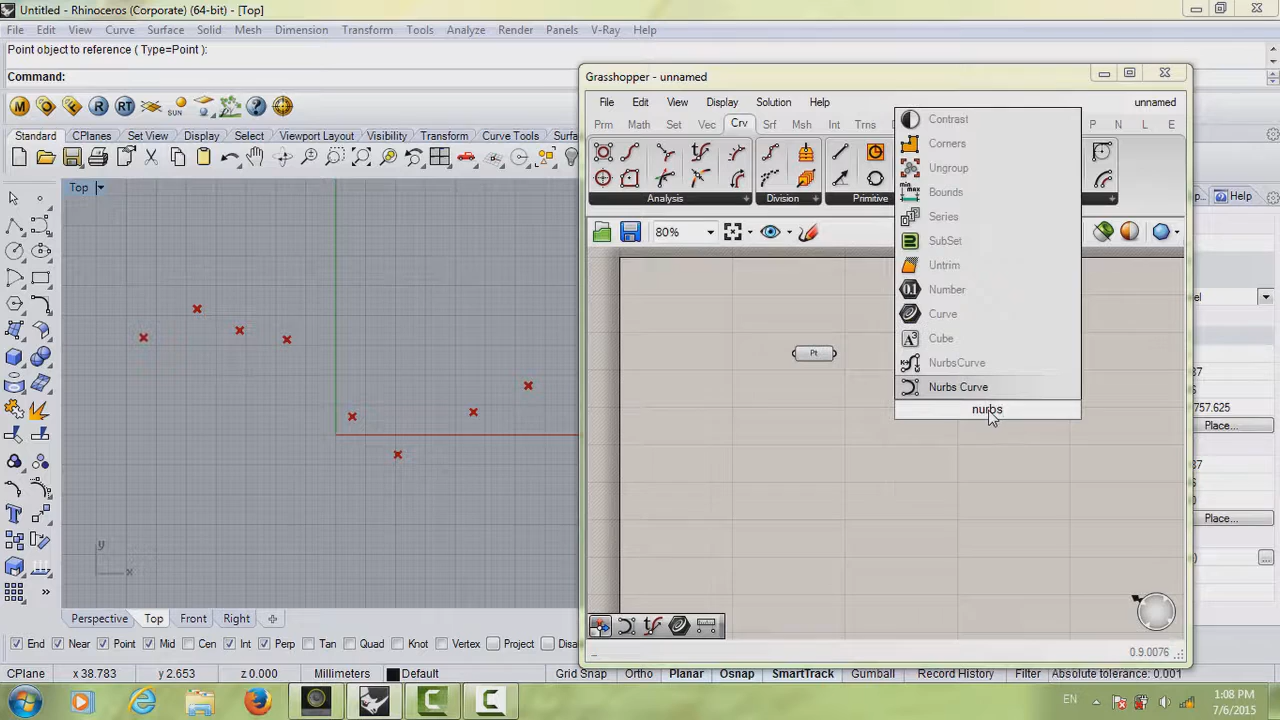 Untitled - Rhinoceros (Corporate) (64-bit) - [Top]
File Edit View Curve Surface Solid Mesh Dimension Transform Tools Analyze Render Panels V-Ray Help
Point object to reference ( Type=Point ):
Command:
Standard CPlanes Set View Display Select Viewport Layout Visibility Transform Curve Tools
Top
Grasshopper - unnamed
File Edit View Display Solution Help unnamed
Prm Math Set Vec Crv Srf Msh Int Trns P N L E
Analysis Division Primitive
80%
Contrast
Corners
Ungroup
Bounds
Series
SubSet
Untrim
Number
Curve
Cube
NurbsCurve
Nurbs Curve
nurbs
Pt
Help
757.625
Place...
Place...
y
x
0.9.0076
Perspective Top Front Right
End Near Point Mid Cen Int Perp Tan Quad Knot Vertex Project
CPlane x 38.783 y 2.653 z 0.000 Millimeters Default Grid Snap Ortho Planar Osnap SmartTrack Gumball Record History Filter Absolute tolerance: 0.001
EN
1:08 PM
7/6/2015